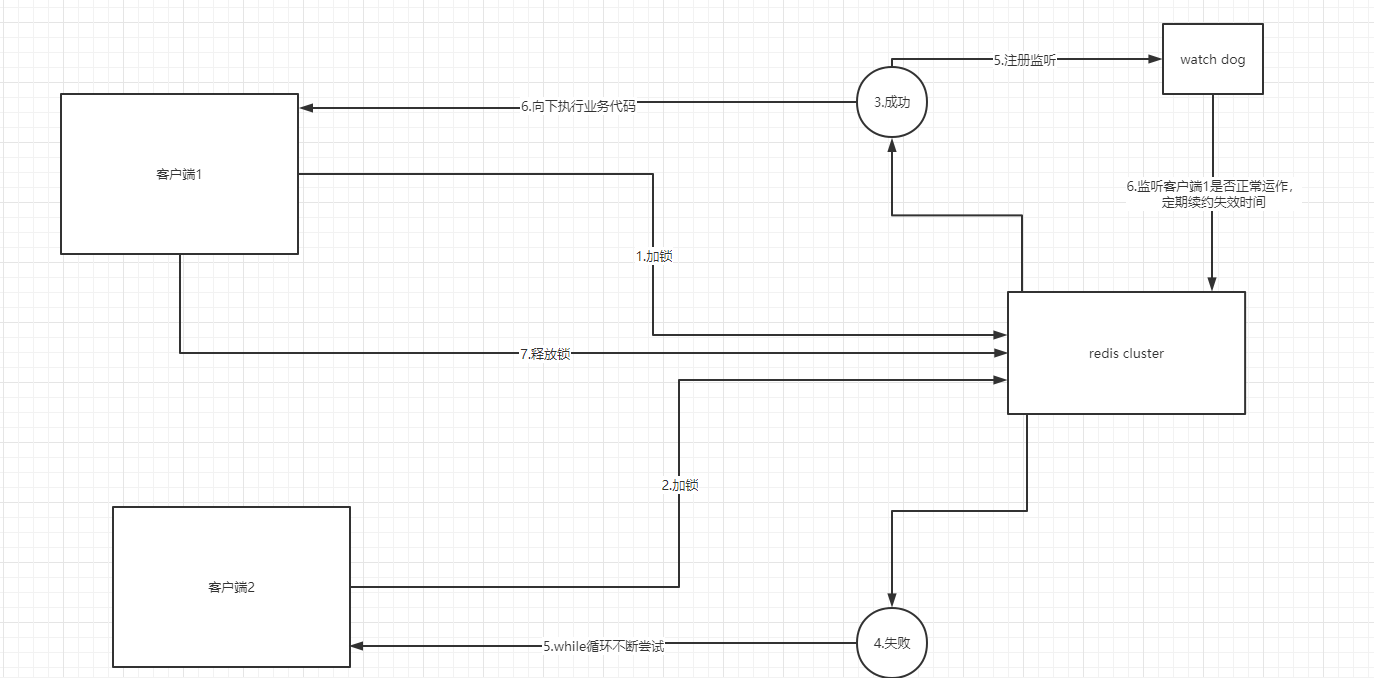 5.注册监听
watch dog
3.成功
6.向下执行业务代码
客户端1
6.监听客户端1是否正常运作，
定期续约失效时间
1.加锁
7.释放锁
redis cluster
2.加锁
客户端2
5.while循环不断尝试
4.失败